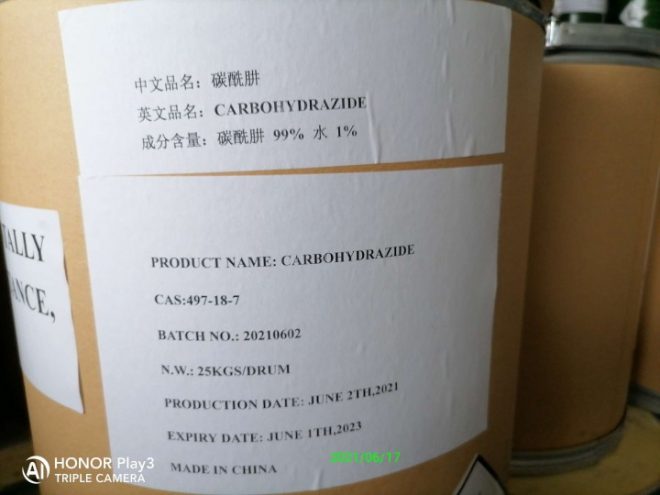 中文品名：碳酰肼
英文品名：CARBOHYDRAZIDE
成分含量：碳酰肼 99% 水 1%
TALLY
ANCE,
PRODUCT NAME: CARBOHYDRAZIDE
CAS:497-18-7
BATCH NO.: 20210602
N.W.: 25KGS/DRUM
PRODUCTION DATE: JUNE 2TH,2021
EXPIRY DATE: JUNE 1TH,2023
MADE IN CHINA
2021/06/17
AI HONOR Play3
TRIPLE CAMERA